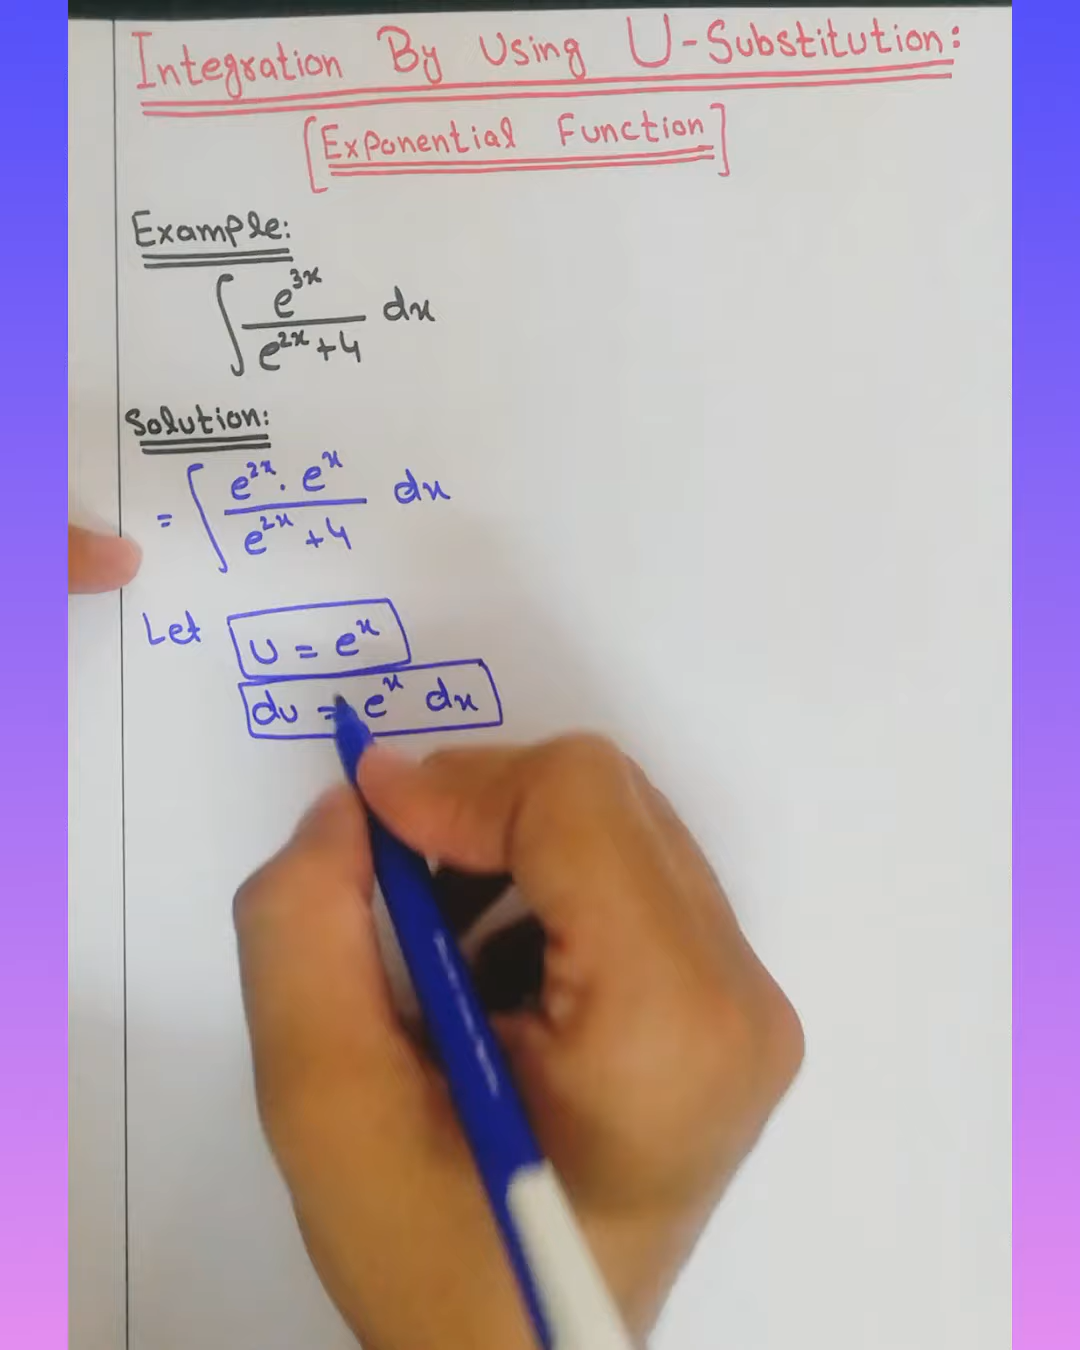 Integration By Using U-Substitution:
[Exponential Function]
Example:
∫ e^{3x}/(e^{2x}+4) dx
Solution:
= ∫ (e^{2x} · e^x)/(e^{2x}+4) dx
Let U = e^x
du = e^x dx